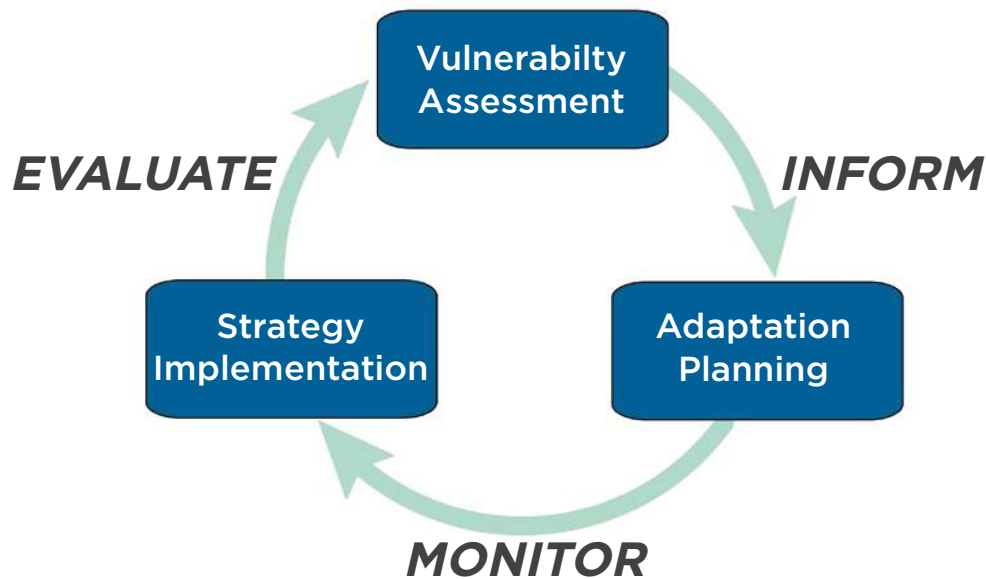 Vulnerabilty
Assessment
EVALUATE
INFORM
Strategy
Implementation
Adaptation
Planning
MONITOR